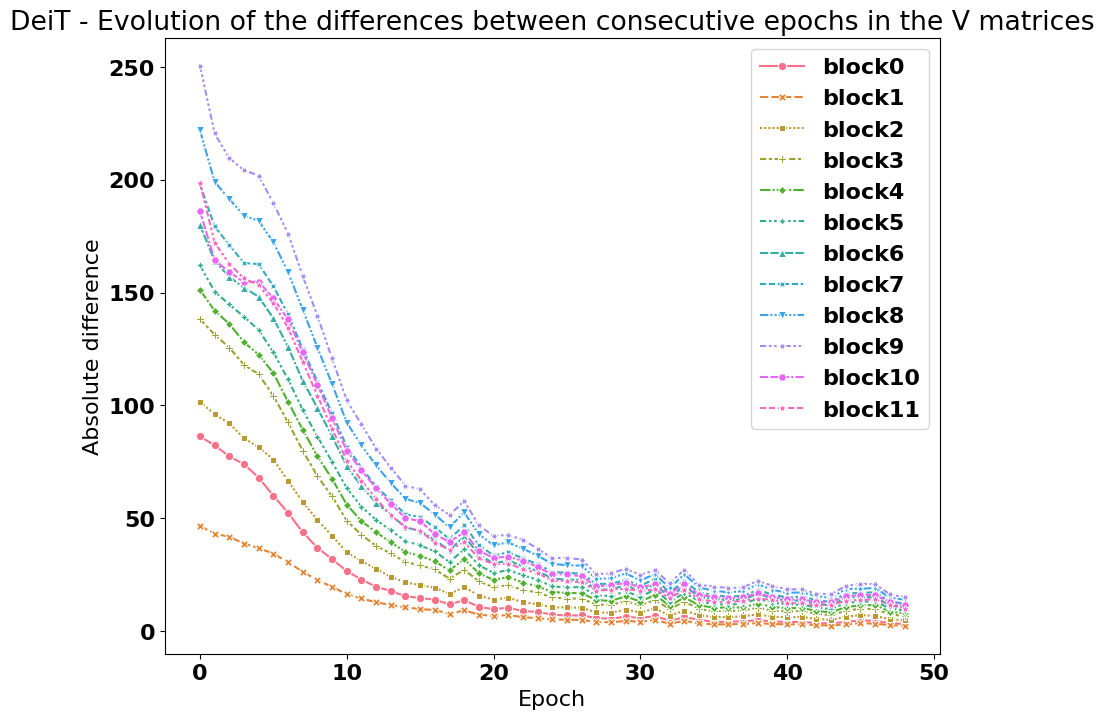 DeiT - Evolution of the differences between consecutive epochs in the V matrices
250
200
150
100
50
0
Absolute difference
0 10 20 30 40 50
Epoch
block0
block1
block2
block3
block4
block5
block6
block7
block8
block9
block10
block11